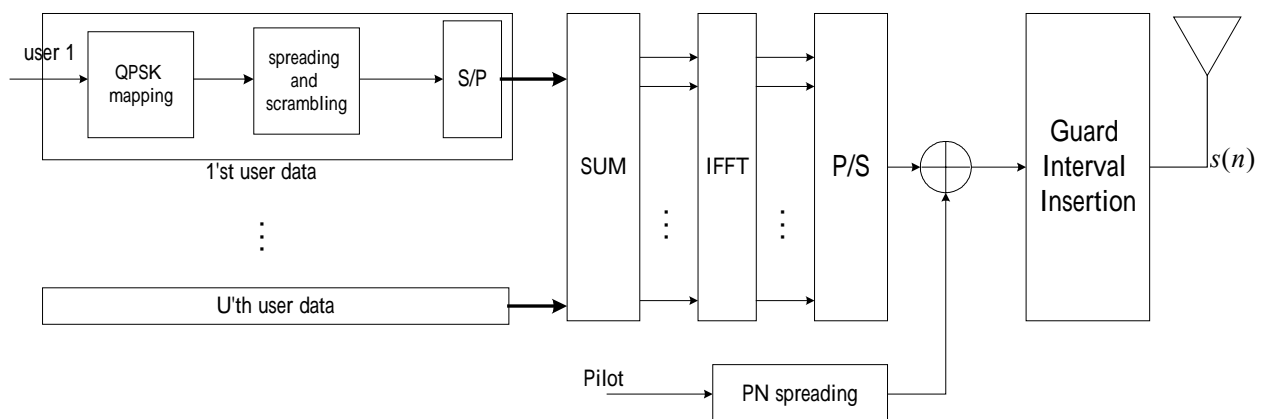 user 1
QPSK
mapping
spreading
and
scrambling
S/P
1'st user data
⋮
U'th user data
SUM
⋮
IFFT
⋮
P/S
Pilot
PN spreading
Guard
Interval
Insertion
s(n)